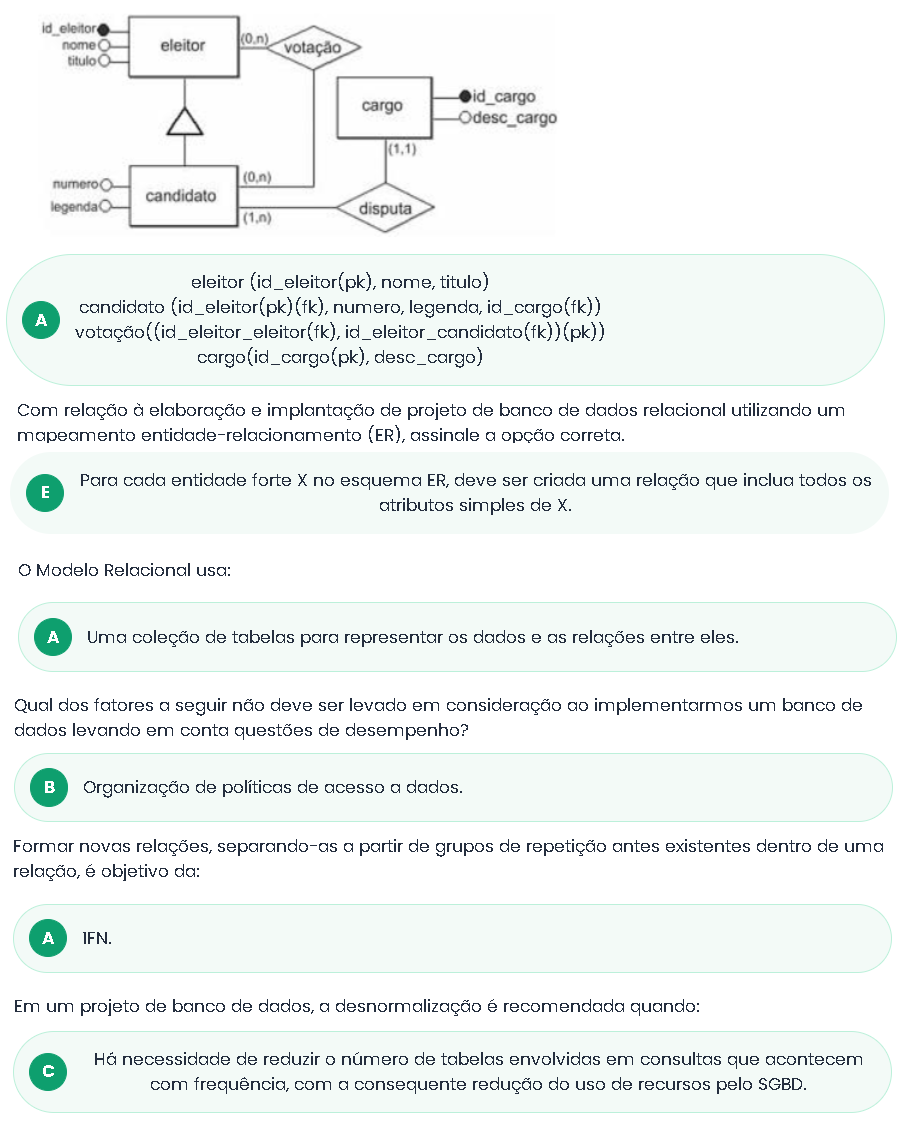 id_eleitor
nome
titulo
eleitor
(0,n)
votação
cargo
id_cargo
desc_cargo
(1,1)
numero
legenda
candidato
(0,n)
(1,n)
disputa
A
eleitor (id_eleitor(pk), nome, titulo)
candidato (id_eleitor(pk)(fk), numero, legenda, id_cargo(fk))
votação((id_eleitor_eleitor(fk), id_eleitor_candidato(fk))(pk))
cargo(id_cargo(pk), desc_cargo)
Com relação à elaboração e implantação de projeto de banco de dados relacional utilizando um
mapeamento entidade-relacionamento (ER), assinale a opção correta.
E
Para cada entidade forte X no esquema ER, deve ser criada uma relação que inclua todos os
atributos simples de X.
O Modelo Relacional usa:
A
Uma coleção de tabelas para representar os dados e as relações entre eles.
Qual dos fatores a seguir não deve ser levado em consideração ao implementarmos um banco de
dados levando em conta questões de desempenho?
B
Organização de políticas de acesso a dados.
Formar novas relações, separando-as a partir de grupos de repetição antes existentes dentro de uma
relação, é objetivo da:
A
1FN.
Em um projeto de banco de dados, a desnormalização é recomendada quando:
C
Há necessidade de reduzir o número de tabelas envolvidas em consultas que acontecem
com frequência, com a consequente redução do uso de recursos pelo SGBD.